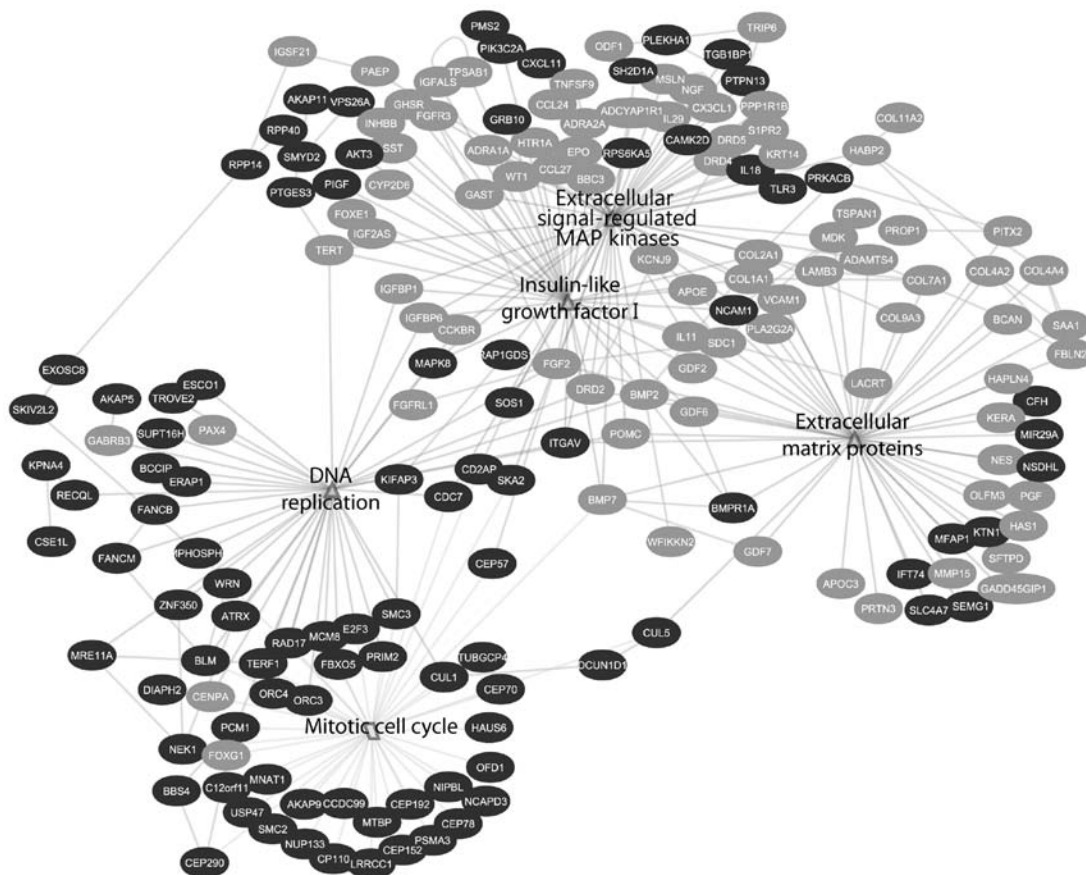 PMS2
TRIP6
PIK3C2A
PLEKHA1
IGSF21
ODF1
TGB1BP1
CXCL11
PAEP
TPSAB1
SH2D1A
MSLN
PTPN13
IGFALS
TNFSF9
NGF
AKAP11
VPS26A
GHSR
CCL24
ADCYAP1R1
CX3CL1
PPP1R1B
FGFR3
GRB10
IL29
COL11A2
INHBB
ADRA2A
S1PR2
RPP40
CAMK2D
DRD5
SST
ADRA1A
HTR1A
EPO
RPS6KA5
KRT14
HABP2
RPP14
SMYD2
AKT3
DRD4
CCL27
IL18
PRKACB
WT1
BBC3
TLR3
PTGES3
PIGF
CYP2D6
GAST
Extracellular
signal-regulated
MAP kinases
FOXE1
TSPAN1
IGF2AS
PROP1
PITX2
MDK
TERT
KCNJ9
COL2A1
ADAMTS4
LAMB3
COL4A2
COL4A4
COL1A1
COL7A1
Insulin-like
growth factor I
IGFBP1
APOE
VCAM1
NCAM1
IGFBP6
COL9A3
BCAN
SAA1
CCKBR
PLA2G2A
IL11
SDC1
MAPK8
RAP1GDS
FBLN2
EXOSC8
FGF2
GDF2
LACRT
ESCO1
DRD2
BMP2
HAPLN4
AKAP5
TROVE2
CFH
SKIV2L2
FGFRL1
SOS1
GDF6
KERA
Extracellular
matrix proteins
SUPT16H
PAX4
POMC
MIR29A
GABRB3
ITGAV
NES
NSDHL
KPNA4
BCCIP
DNA
replication
CD2AP
ERAP1
KIFAP3
SKA2
RECQL
CDC7
BMP7
OLFM3
PGF
FANCB
BMPR1A
HAS1
CSE1L
KTN1
MFAP1
WFIKKN2
GDF7
FANCM
MPHOSPH
SFTPD
CEP57
IFT74
MMP15
WRN
APOC3
GADD45GIP1
ZNF350
SEMG1
ATRX
SMC3
PRTN3
SLC4A7
E2F3
MCM8
RAD17
CUL5
MRE11A
BLM
TERF1
FBXO5
PRIM2
TUBGCP4
DCUN1D1
CUL1
DIAPH2
CENPA
ORC4
ORC3
CEP70
Mitotic cell cycle
PCM1
HAUS6
NEK1
FOXG1
OFD1
BBS4
C12orf11
MNAT1
NIPBL
AKAP9
CCDC99
CEP192
NCAPD3
USP47
MTBP
CEP78
SMC2
PSMA3
NUP133
CEP152
CEP290
CP110
LRRCC1